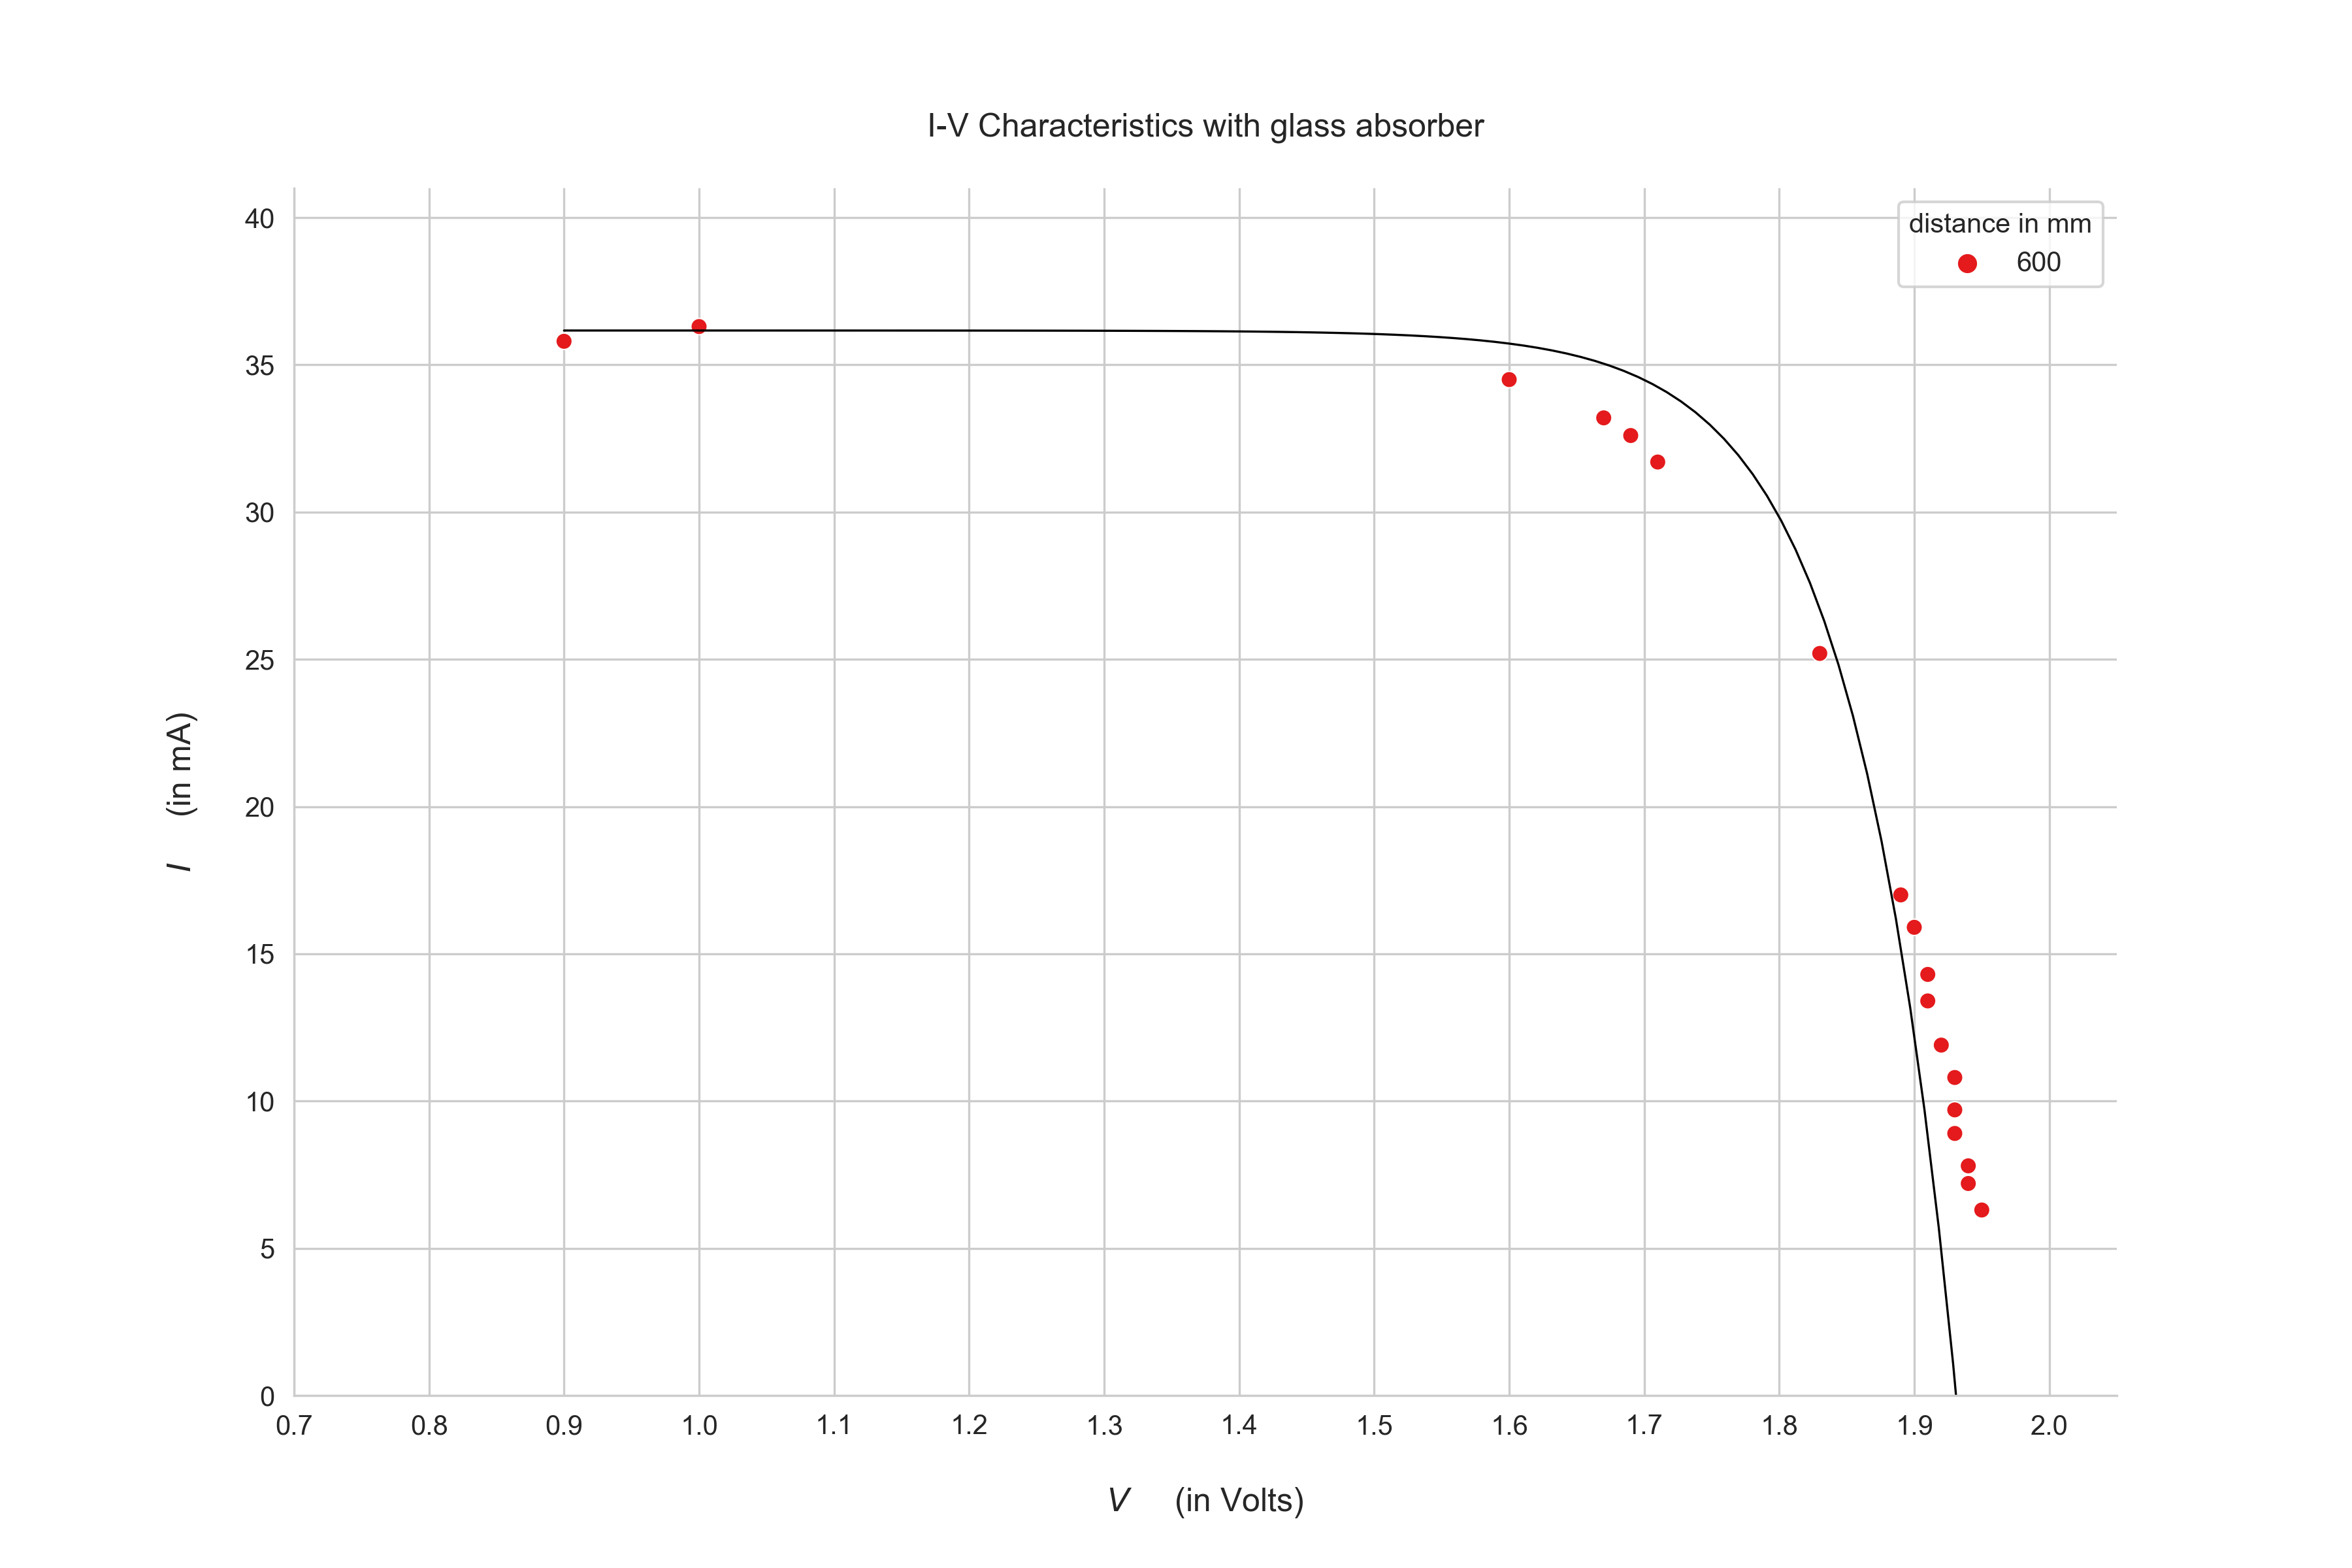 I-V Characteristics with glass absorber
distance in mm
600
40
35
30
25
20
15
10
5
0
I (in mA)
0.7 0.8 0.9 1.0 1.1 1.2 1.3 1.4 1.5 1.6 1.7 1.8 1.9 2.0
V (in Volts)